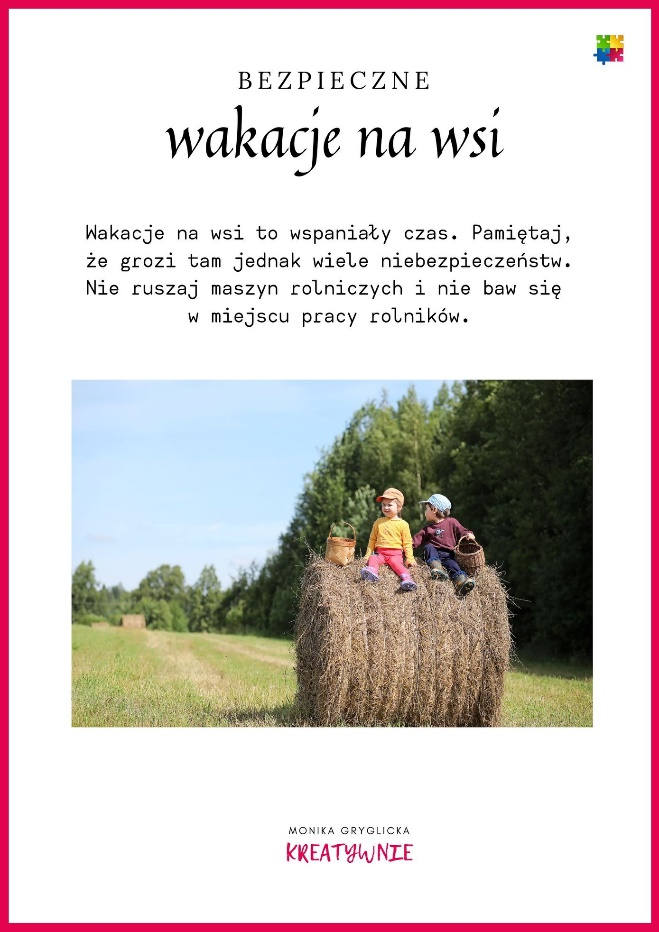 BEZPIECZNE
wakacje na wsi
Wakacje na wsi to wspaniały czas. Pamiętaj,
że grozi tam jednak wiele niebezpieczeństw.
Nie ruszaj maszyn rolniczych i nie baw się
w miejscu pracy rolników.
MONIKA GRYGLICKA
KREATYWNIE